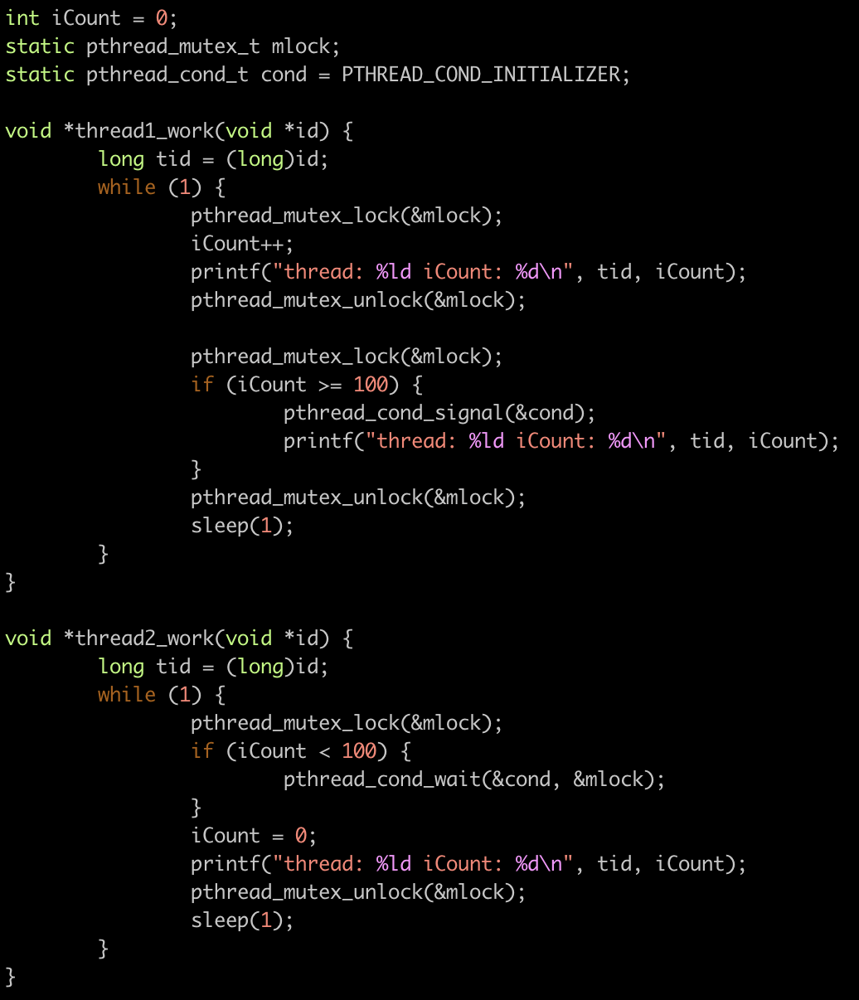 int iCount = 0;
static pthread_mutex_t mlock;
static pthread_cond_t cond = PTHREAD_COND_INITIALIZER;

void *thread1_work(void *id) {
        long tid = (long)id;
        while (1) {
                pthread_mutex_lock(&mlock);
                iCount++;
                printf("thread: %ld iCount: %d\n", tid, iCount);
                pthread_mutex_unlock(&mlock);

                pthread_mutex_lock(&mlock);
                if (iCount >= 100) {
                        pthread_cond_signal(&cond);
                        printf("thread: %ld iCount: %d\n", tid, iCount);
                }
                pthread_mutex_unlock(&mlock);
                sleep(1);
        }
}

void *thread2_work(void *id) {
        long tid = (long)id;
        while (1) {
                pthread_mutex_lock(&mlock);
                if (iCount < 100) {
                        pthread_cond_wait(&cond, &mlock);
                }
                iCount = 0;
                printf("thread: %ld iCount: %d\n", tid, iCount);
                pthread_mutex_unlock(&mlock);
                sleep(1);
        }
}